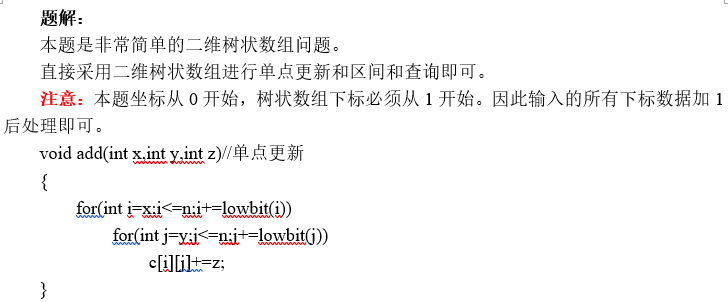 题解：
本题是非常简单的二维树状数组问题。
直接采用二维树状数组进行单点更新和区间和查询即可。
注意：本题坐标从 0 开始，树状数组下标必须从 1 开始。因此输入的所有下标数据加 1
后处理即可。
void add(int x,int y,int z)//单点更新
{
for(int i=x;i<=n;i+=lowbit(i))
for(int j=y;j<=n;j+=lowbit(j))
c[i][j]+=z;
}